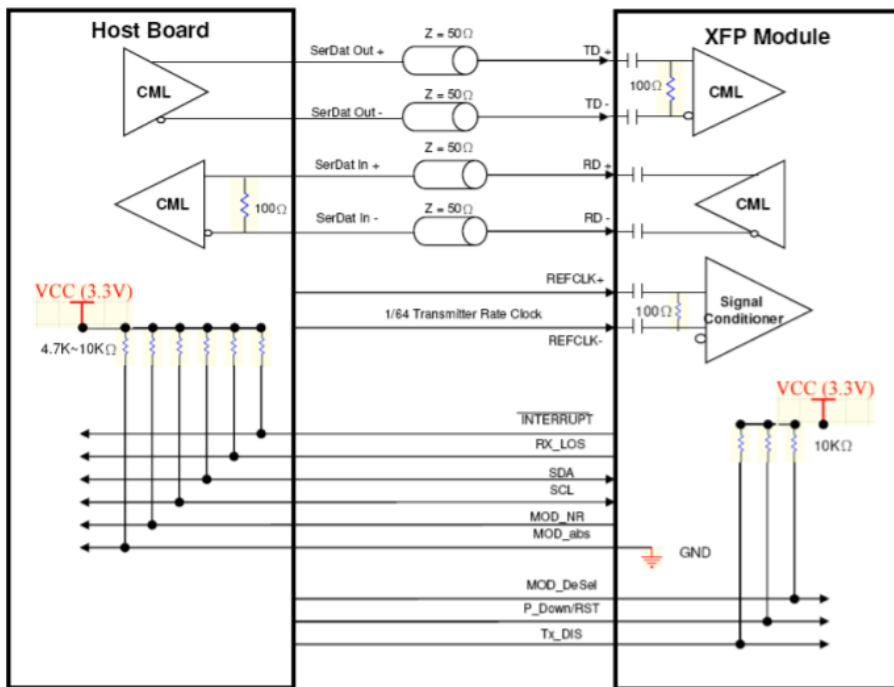 Host Board
XFP Module
SerDat Out +
Z = 50Ω
TD +
CML
100Ω
CML
SerDat Out -
Z = 50Ω
TD -
SerDat In +
Z = 50Ω
RD +
CML
100Ω
CML
SerDat In -
Z = 50Ω
RD -
REFCLK+
VCC (3.3V)
1/64 Transmitter Rate Clock
100Ω
Signal
Conditioner
REFCLK-
4.7K~10KΩ
VCC (3.3V)
10KΩ
INTERRUPT
RX_LOS
SDA
SCL
MOD_NR
MOD_abs
GND
MOD_DeSel
P_Down/RST
Tx_DIS